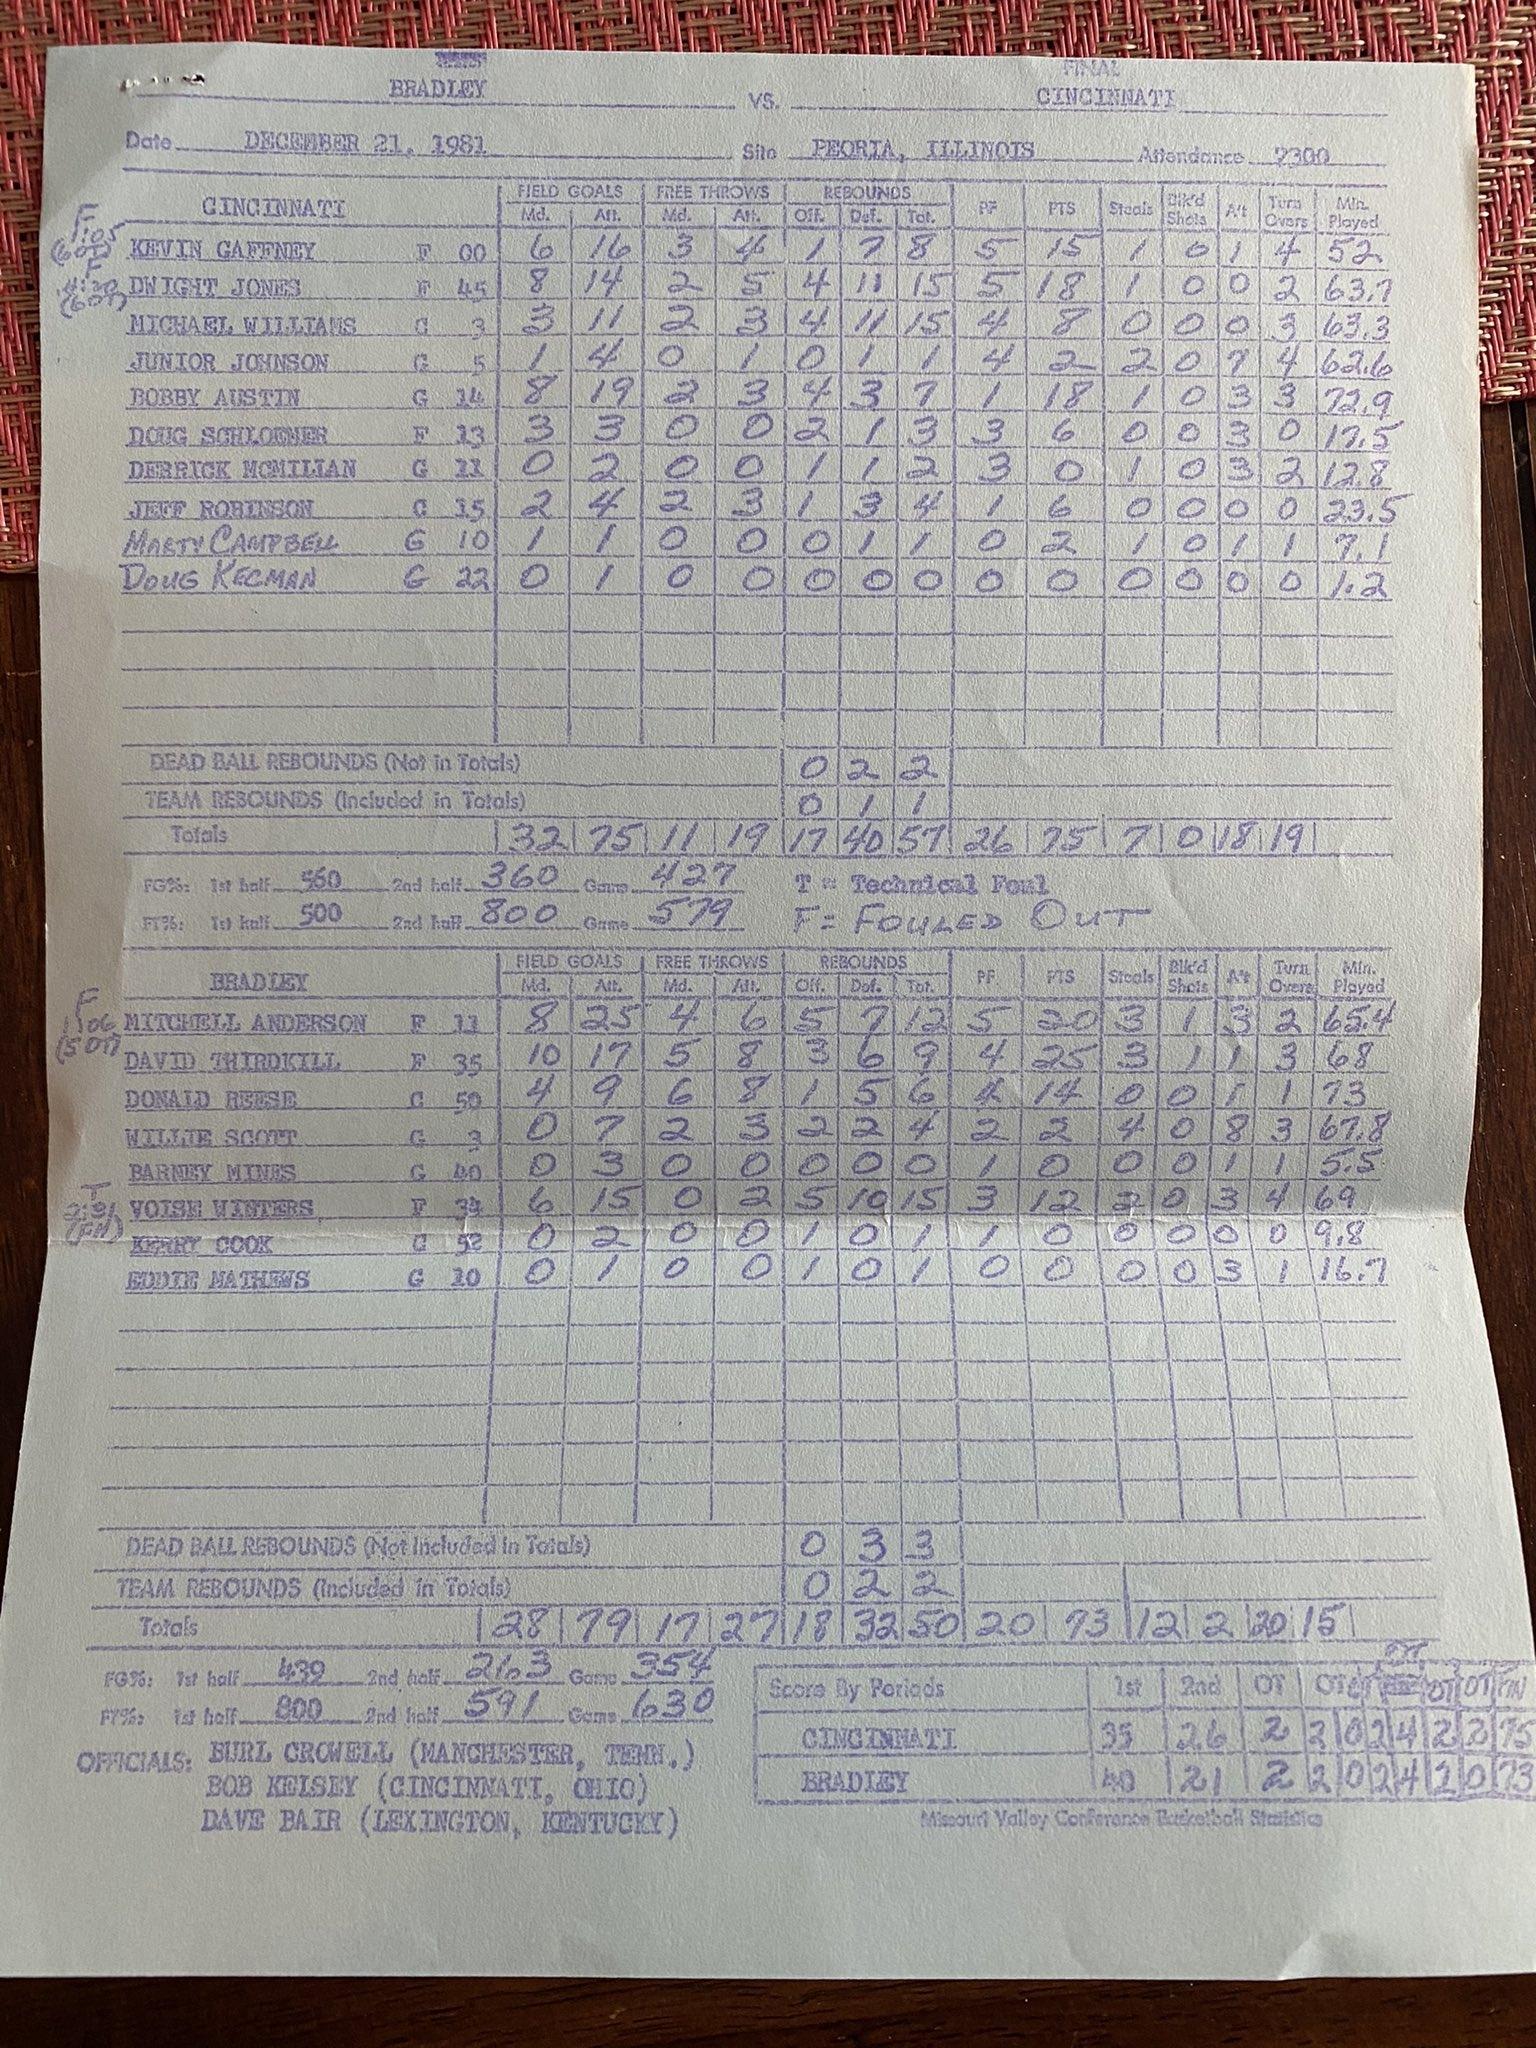 FINAL
BRADLEY VS. CINCINNATI
Date DECEMBER 21, 1981 Site PEORIA, ILLINOIS Attendance 7300
FIELD GOALS FREE THROWS REBOUNDS
CINCINNATI Md. Att. Md. Att. Off. Def. Tot. PF PTS Steals Blk'd Shots A't Turn Overs Min. Played
F :05 (6 OT)
KEVIN GAFFNEY F 00 6 16 3 4 1 7 8 5 15 1 0 1 4 52
F (6 OT)
DWIGHT JONES F 45 8 14 2 5 4 11 15 5 18 1 0 0 2 63.7
MICHAEL WILLIAMS C 3 3 11 2 3 4 11 15 4 8 0 0 0 3 63.3
JUNIOR JOHNSON G 5 1 4 0 1 0 1 1 4 2 2 0 7 4 62.6
BOBBY AUSTIN G 14 8 19 2 3 4 3 7 1 18 1 0 3 3 72.9
DOUG SCHLOEMER F 13 3 3 0 0 2 1 3 3 6 0 0 3 0 17.5
DERRICK MCMILIAN G 11 0 2 0 0 1 1 2 3 0 1 0 3 2 12.8
JEFF ROBINSON C 15 2 4 2 3 1 3 4 1 6 0 0 0 0 23.5
MARTY CAMPBELL G 10 1 1 0 0 0 1 1 0 2 1 0 1 1 7.1
DOUG KECMAN G 22 0 1 0 0 0 0 0 0 0 0 0 0 0 1.2
DEAD BALL REBOUNDS (Not in Totals) 0 2 2
TEAM REBOUNDS (Included in Totals) 0 1 1
Totals 32 75 11 19 17 40 57 26 75 7 0 18 19
FG%: 1st half 560 2nd half 360 Game 427 T = Technical Foul
FT%: 1st half 500 2nd half 800 Game 579 F = FOULED OUT
FIELD GOALS FREE THROWS REBOUNDS
BRADLEY Md. Att. Md. Att. Off. Def. Tot. PF PTS Steals Blk'd Shots A't Turn Overs Min. Played
F 1:06 (5 OT)
MITCHELL ANDERSON F 11 8 25 4 6 5 7 12 5 20 3 1 3 2 65.4
DAVID THIRDKILL F 35 10 17 5 8 3 6 9 4 25 3 1 1 3 68
DONALD REESE C 50 4 9 6 8 1 5 6 4 14 0 0 1 1 73
WILLIE SCOTT G 3 0 7 2 3 2 2 4 2 2 4 0 8 3 67.8
BARNEY MINES G 40 0 3 0 0 0 0 0 1 0 0 0 1 1 5.5
T
VOISE WINTERS F 34 6 15 0 2 5 10 15 3 12 2 0 3 4 69
KERRY COOK C 52 0 2 0 0 1 0 1 1 0 0 0 0 0 9.8
EDDIE MATHEWS G 10 0 1 0 0 1 0 1 0 0 0 0 3 1 16.7
DEAD BALL REBOUNDS (Not Included in Totals) 0 3 3
TEAM REBOUNDS (Included in Totals) 0 2 2
Totals 28 79 17 27 18 32 50 20 73 12 2 20 15
FG%: 1st half 439 2nd half 263 Game 354
FT%: 1st half 800 2nd half 591 Game 630
Score By Periods 1st 2nd OT OT OT OT OT OT OT FIN
CINCINNATI 35 26 2 2 0 2 4 2 2 75
BRADLEY 40 21 2 2 0 2 4 2 0 73
OFFICIALS: BURL CROWELL (MANCHESTER, TENN.)
BOB KELSEY (CINCINNATI, OHIO)
DAVE BAIR (LEXINGTON, KENTUCKY)
Missouri Valley Conference Basketball Statistics